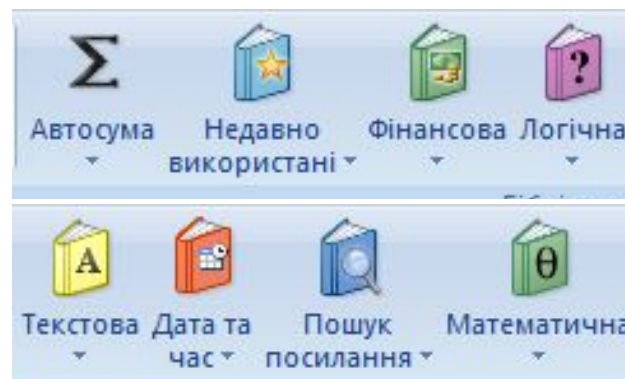 Автосума Недавно Фінансова Логічна
використані
Текстова Дата та Пошук Математична
час посилання